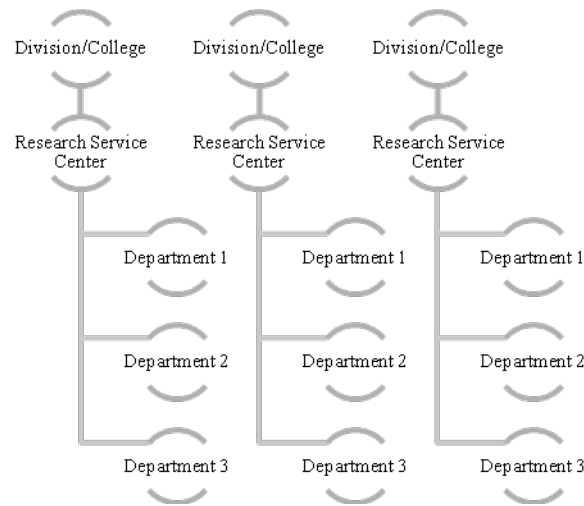 Division/College Division/College Division/College
Research Service Research Service Research Service
Center Center Center
Department 1 Department 1 Department 1
Department 2 Department 2 Department 2
Department 3 Department 3 Department 3